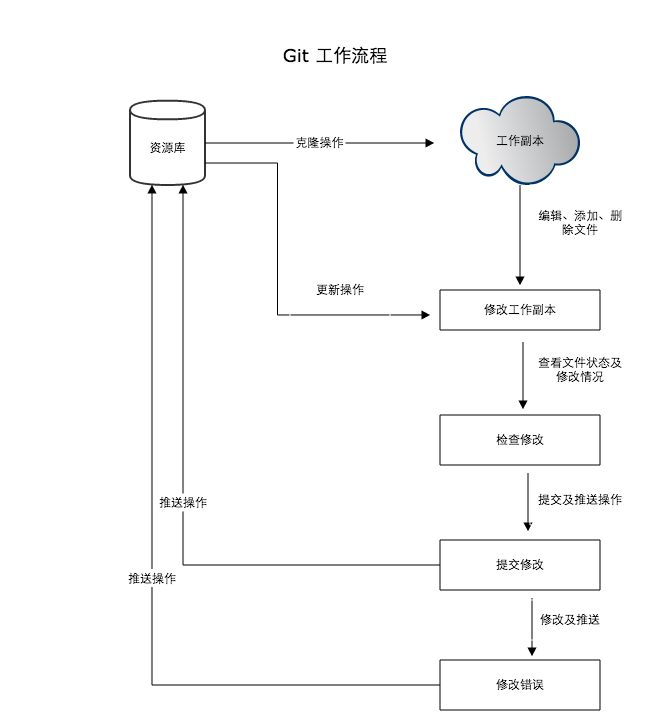 Git 工作流程
资源库
克隆操作
工作副本
编辑、添加、删
除文件
更新操作
修改工作副本
查看文件状态及
修改情况
检查修改
推送操作
提交及推送操作
提交修改
推送操作
修改及推送
修改错误